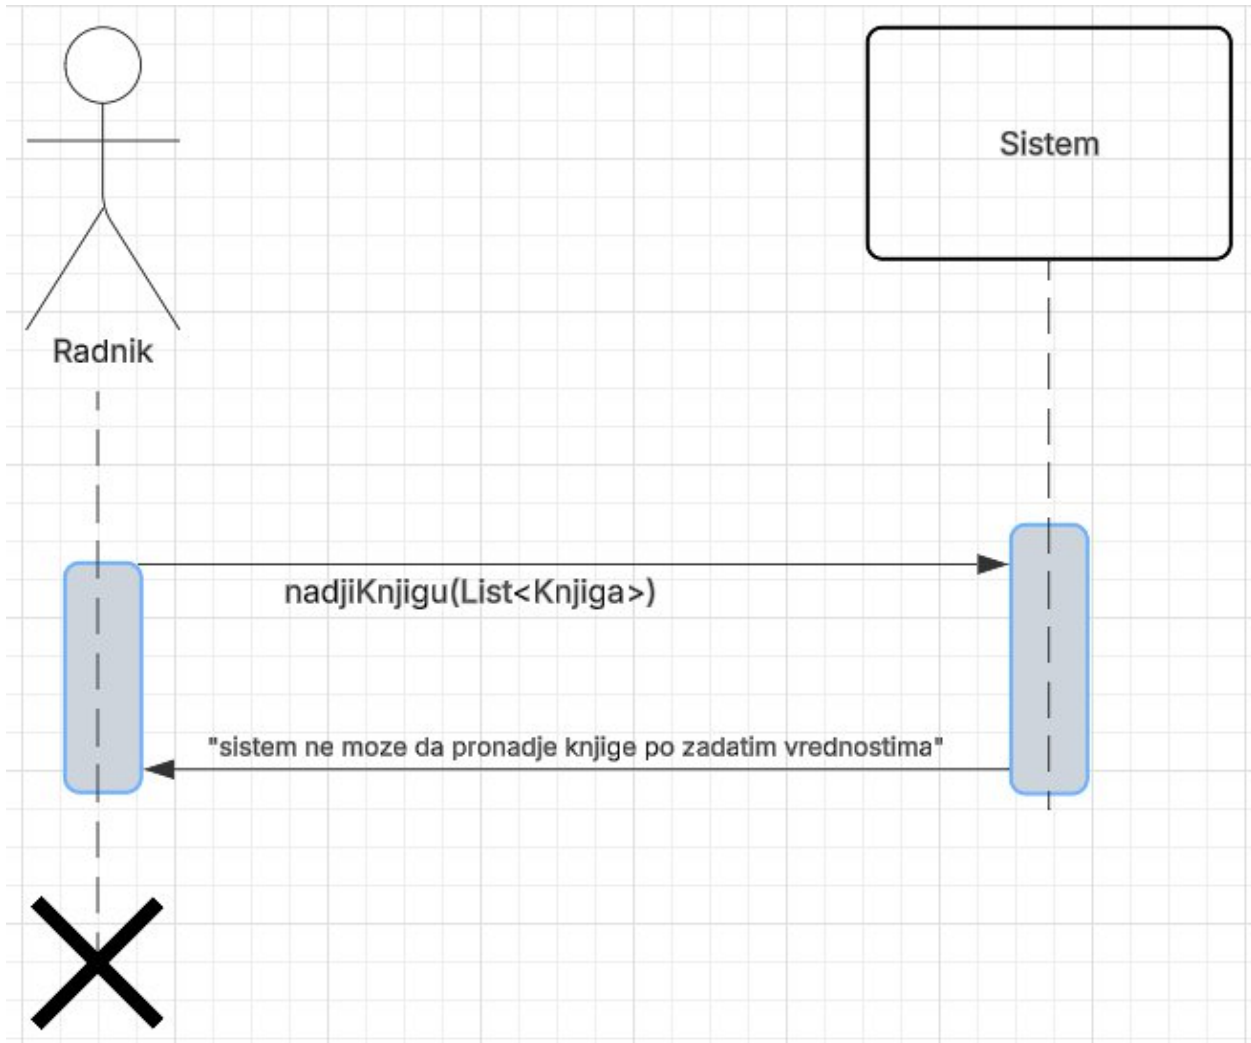 Sistem
Radnik
nadjiKnjigu(List<Knjiga>)
"sistem ne moze da pronadje knjige po zadatim vrednostima"